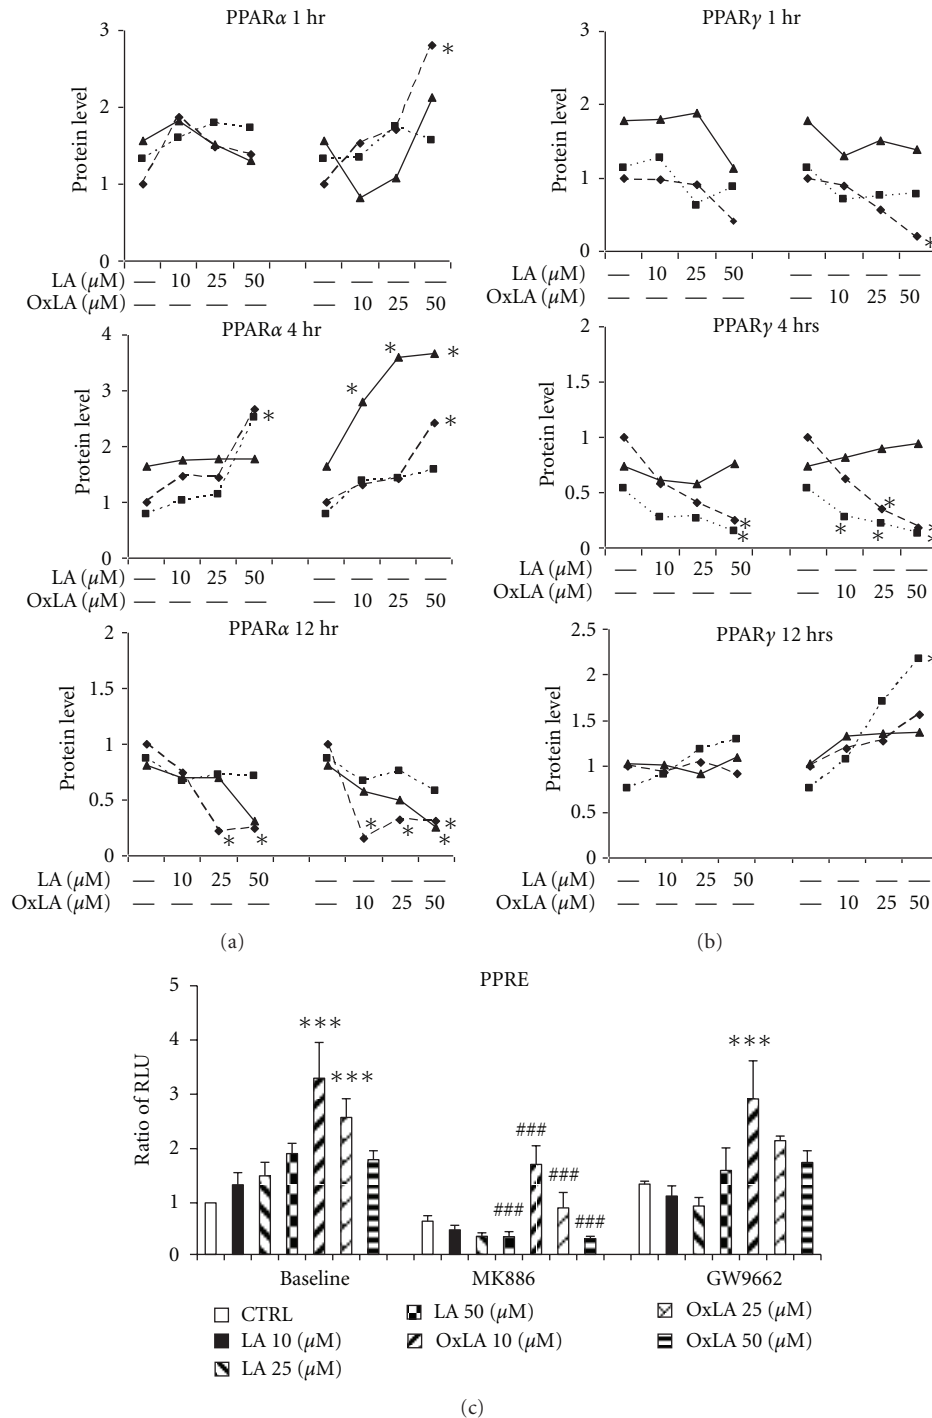 PPARα 1 hr
3
2
1
0
Protein level
LA (μM) — 10 25 50 — — — —
OxLA (μM) — — — — — 10 25 50
PPARα 4 hr
4
3
2
1
0
Protein level
LA (μM) — 10 25 50 — — — —
OxLA (μM) — — — — — 10 25 50
PPARα 12 hr
2
1.5
1
0.5
0
Protein level
LA (μM) — 10 25 50 — — — —
OxLA (μM) — — — — — 10 25 50
(a)
PPARγ 1 hr
3
2
1
0
Protein level
LA (μM) — 10 25 50 — — — —
OxLA (μM) — — — — — 10 25 50
PPARγ 4 hrs
2
1.5
1
0.5
0
Protein level
LA (μM) — 10 25 50 — — — —
OxLA (μM) — — — — — 10 25 50
PPARγ 12 hrs
2.5
2
1.5
1
0.5
0
Protein level
LA (μM) — 10 25 50 — — — —
OxLA (μM) — — — — — 10 25 50
(b)
PPRE
5
4
3
2
1
0
Ratio of RLU
***
***
###
###
###
###
***
Baseline MK886 GW9662
CTRL LA 50 (μM) OxLA 25 (μM)
LA 10 (μM) OxLA 10 (μM) OxLA 50 (μM)
LA 25 (μM)
(c)